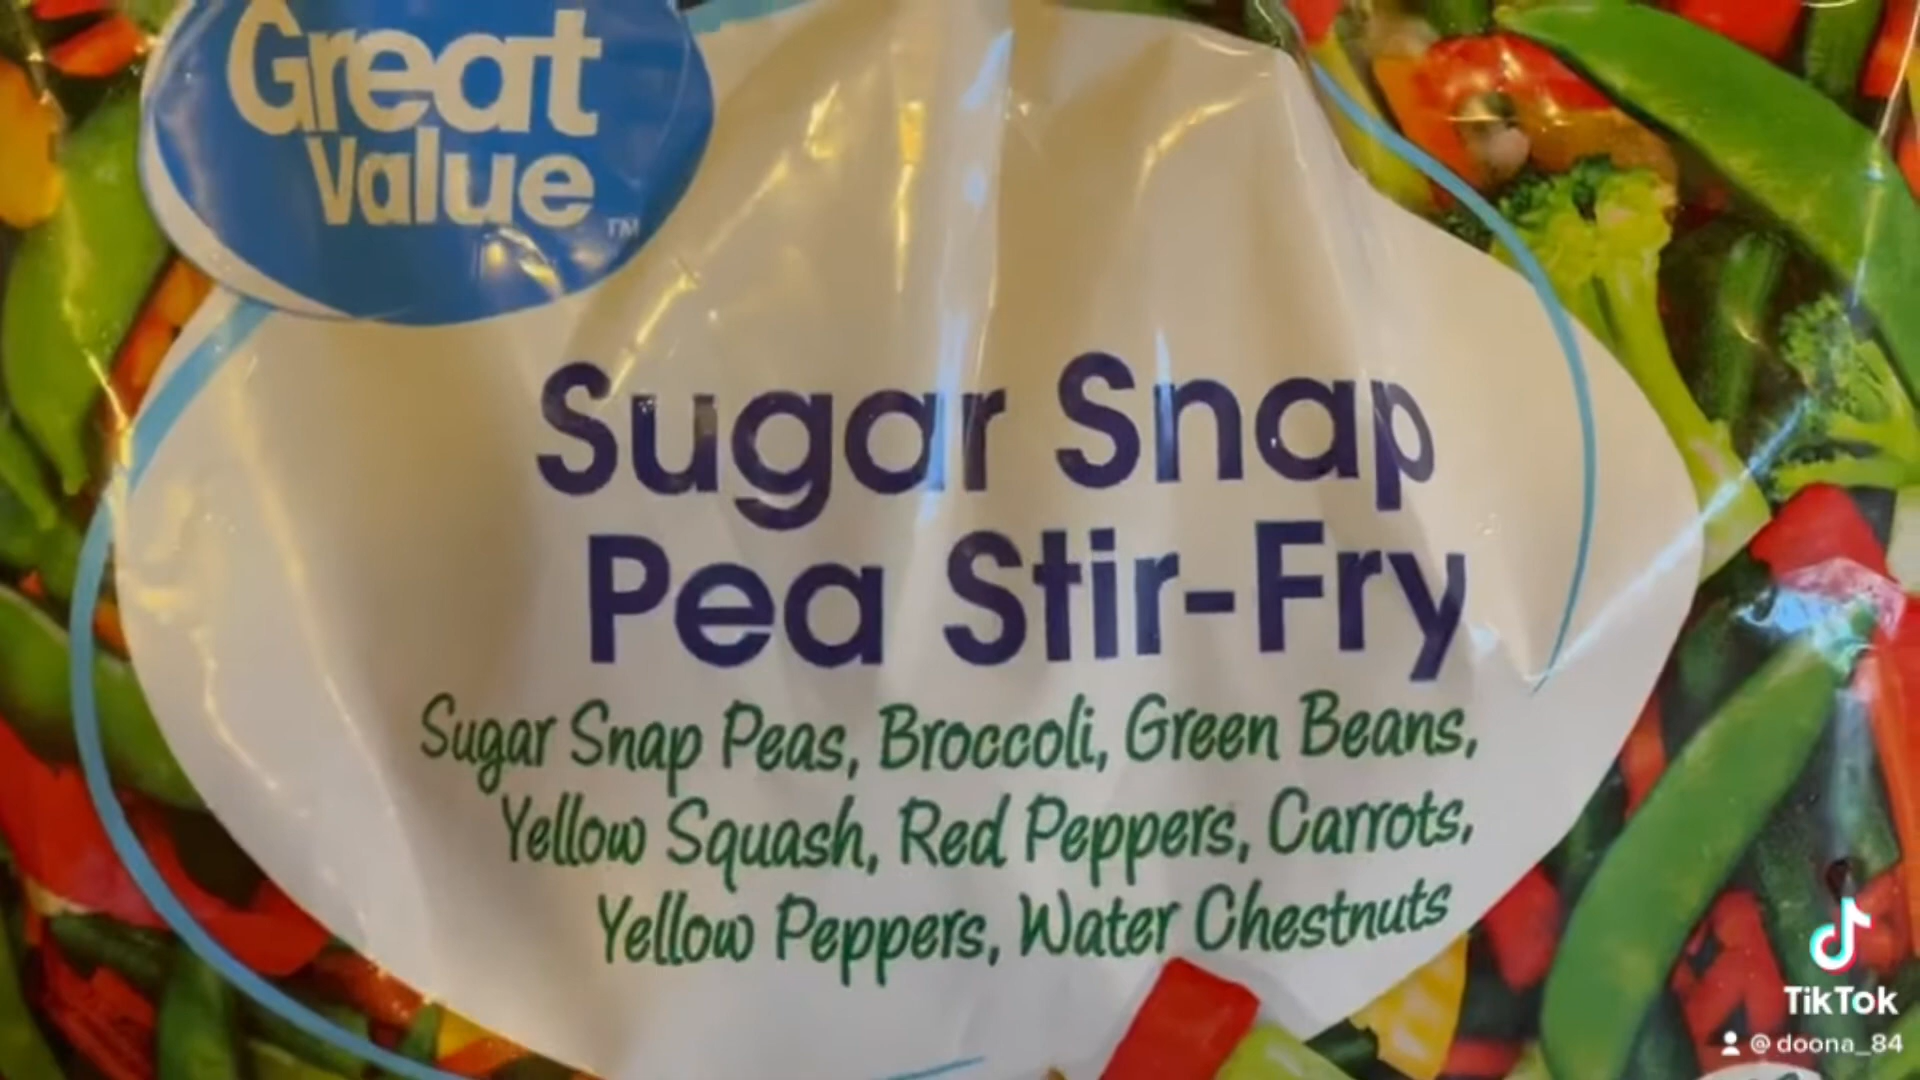 Great
Value
TM
Sugar Snap
Pea Stir-Fry
Sugar Snap Peas, Broccoli, Green Beans,
Yellow Squash, Red Peppers, Carrots,
Yellow Peppers, Water Chestnuts
TikTok
@doona_84